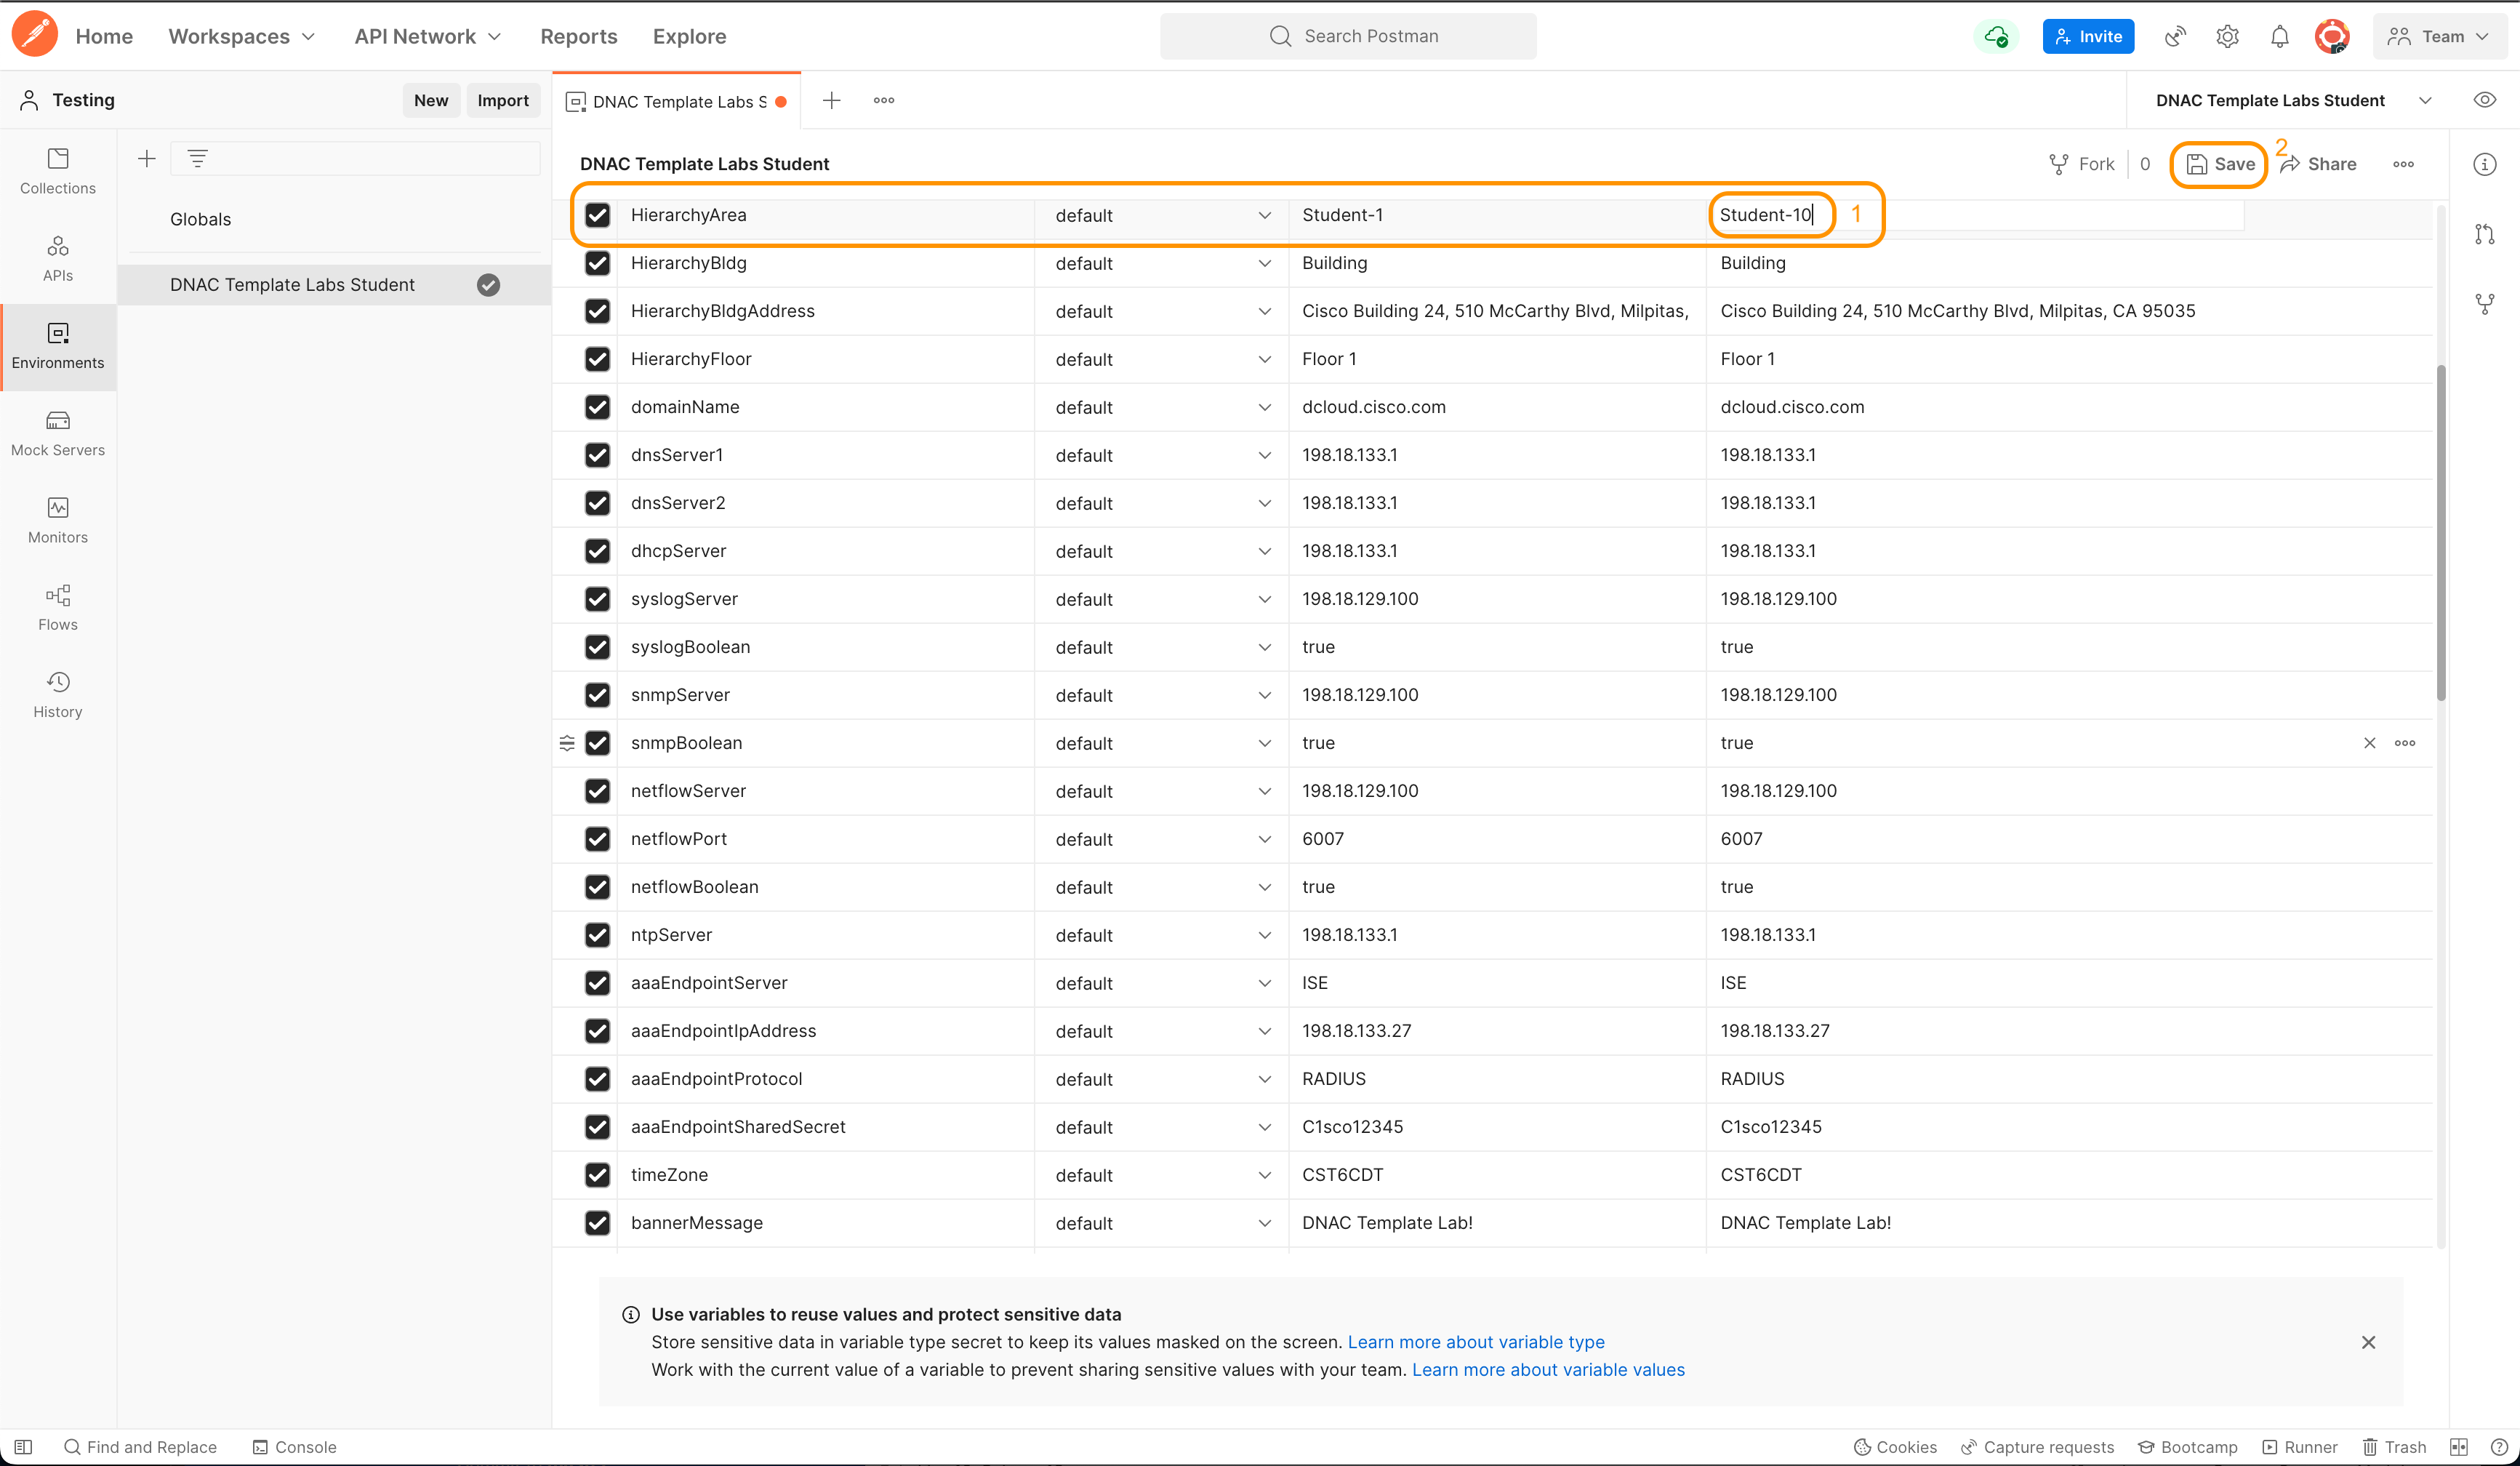 Home Workspaces API Network Reports Explore Search Postman Invite Team
Testing New Import DNAC Template Labs S DNAC Template Labs Student
DNAC Template Labs Student Fork 0 Save 2 Share
Collections
APIs
Environments
Mock Servers
Monitors
Flows
History
Globals
DNAC Template Labs Student
HierarchyArea default Student-1 Student-10 1
HierarchyBldg default Building Building
HierarchyBldgAddress default Cisco Building 24, 510 McCarthy Blvd, Milpitas, Cisco Building 24, 510 McCarthy Blvd, Milpitas, CA 95035
HierarchyFloor default Floor 1 Floor 1
domainName default dcloud.cisco.com dcloud.cisco.com
dnsServer1 default 198.18.133.1 198.18.133.1
dnsServer2 default 198.18.133.1 198.18.133.1
dhcpServer default 198.18.133.1 198.18.133.1
syslogServer default 198.18.129.100 198.18.129.100
syslogBoolean default true true
snmpServer default 198.18.129.100 198.18.129.100
snmpBoolean default true true
netflowServer default 198.18.129.100 198.18.129.100
netflowPort default 6007 6007
netflowBoolean default true true
ntpServer default 198.18.133.1 198.18.133.1
aaaEndpointServer default ISE ISE
aaaEndpointIpAddress default 198.18.133.27 198.18.133.27
aaaEndpointProtocol default RADIUS RADIUS
aaaEndpointSharedSecret default C1sco12345 C1sco12345
timeZone default CST6CDT CST6CDT
bannerMessage default DNAC Template Lab! DNAC Template Lab!
Use variables to reuse values and protect sensitive data
Store sensitive data in variable type secret to keep its values masked on the screen. Learn more about variable type
Work with the current value of a variable to prevent sharing sensitive values with your team. Learn more about variable values
Find and Replace Console Cookies Capture requests Bootcamp Runner Trash